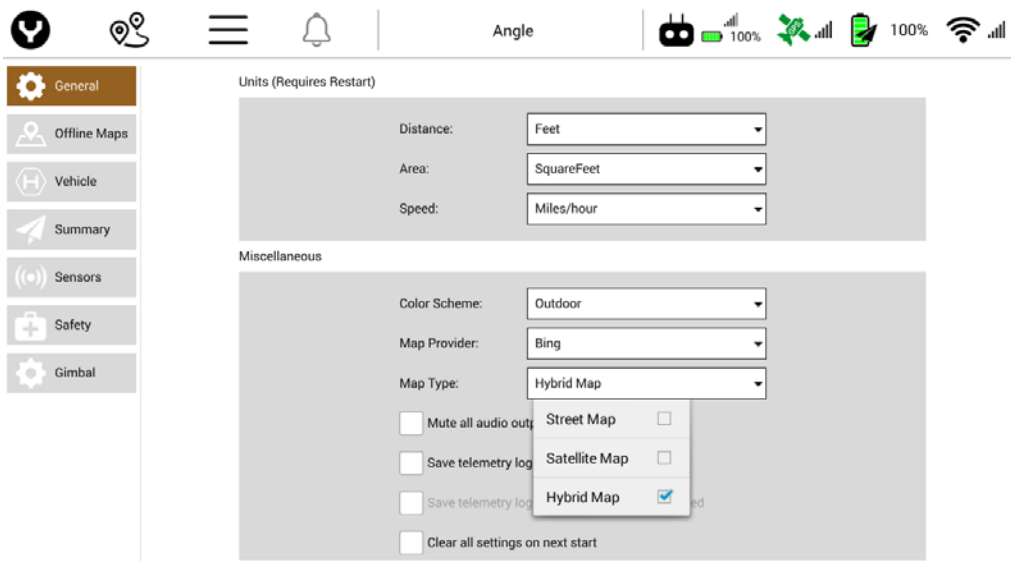 Angle
100%
GPS
100%
General
Offline Maps
Vehicle
Summary
Sensors
Safety
Gimbal
Units (Requires Restart)
Distance: Feet
Area: SquareFeet
Speed: Miles/hour
Miscellaneous
Color Scheme: Outdoor
Map Provider: Bing
Map Type: Hybrid Map
Street Map
Satellite Map
Hybrid Map
Mute all audio outp
Save telemetry log
Save telemetry log ed
Clear all settings on next start